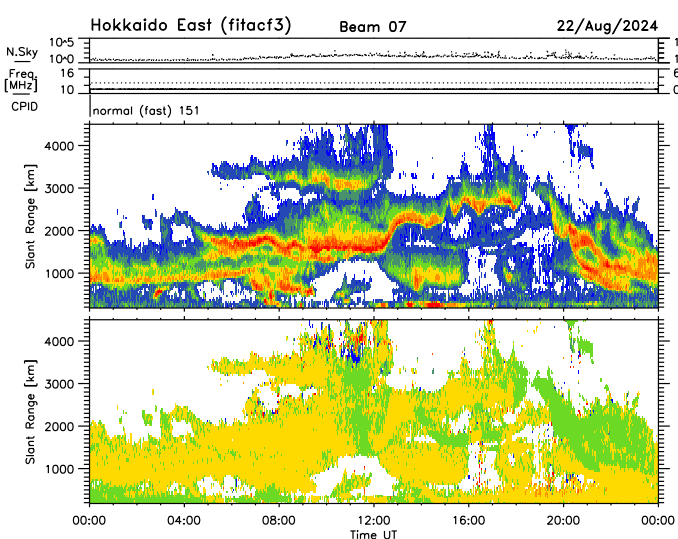 Hokkaido East (fitacf3) Beam 07 22/Aug/2024
N.Sky 10^5 10^0 1 1
Freq. [MHz] 16 10 6 0
CPID normal (fast) 151
Slant Range [km] 4000 3000 2000 1000
Slant Range [km] 4000 3000 2000 1000
00:00 04:00 08:00 12:00 16:00 20:00 00:00
Time UT